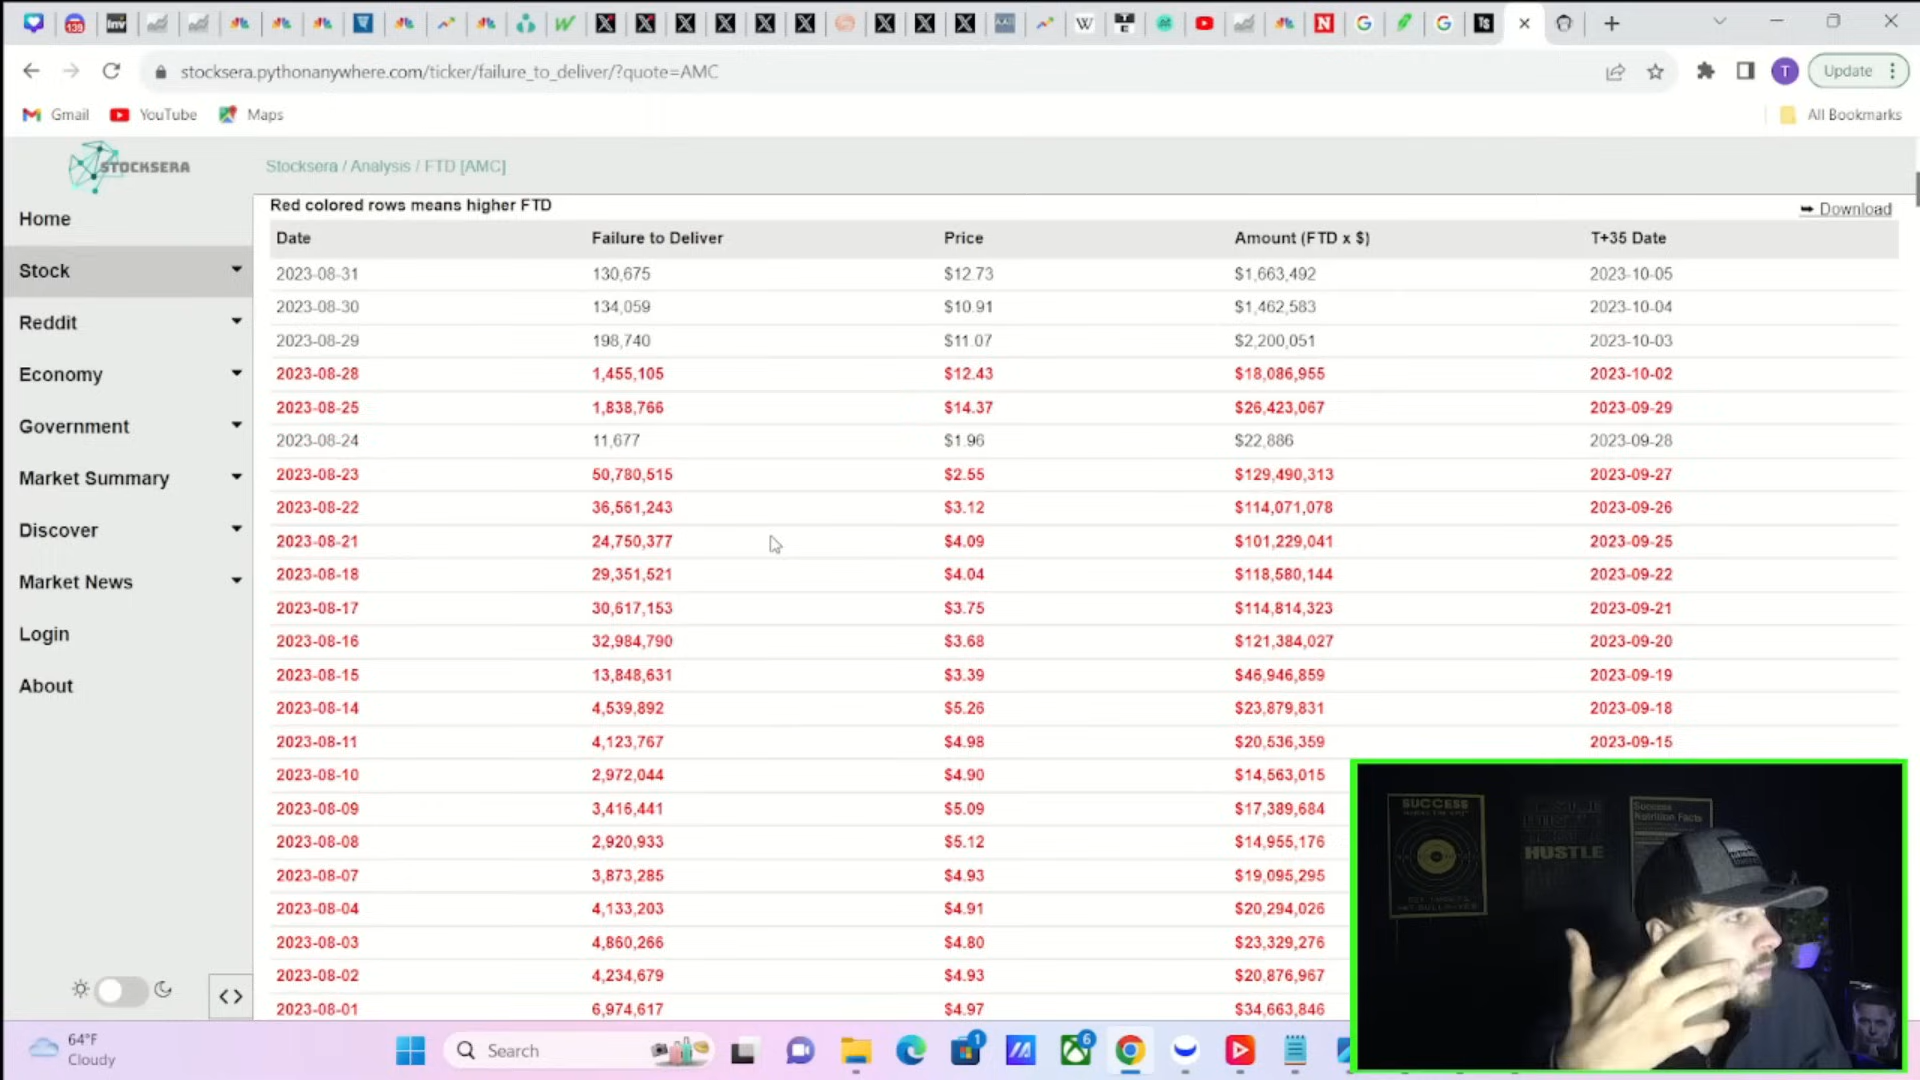 139
Inv
W
W
N
G
G
Ts
stocksera.pythonanywhere.com/ticker/failure_to_deliver/?quote=AMC
T
Update
Gmail
YouTube
Maps
All Bookmarks
STOCKSERA
Stocksera / Analysis / FTD [AMC]
Home
Stock
Reddit
Economy
Government
Market Summary
Discover
Market News
Login
About
Red colored rows means higher FTD
Download
Date Failure to Deliver Price Amount (FTD x $) T+35 Date
2023-08-31 130,675 $12.73 $1,663,492 2023-10-05
2023-08-30 134,059 $10.91 $1,462,583 2023-10-04
2023-08-29 198,740 $11.07 $2,200,051 2023-10-03
2023-08-28 1,455,105 $12.43 $18,086,955 2023-10-02
2023-08-25 1,838,766 $14.37 $26,423,067 2023-09-29
2023-08-24 11,677 $1.96 $22,886 2023-09-28
2023-08-23 50,780,515 $2.55 $129,490,313 2023-09-27
2023-08-22 36,561,243 $3.12 $114,071,078 2023-09-26
2023-08-21 24,750,377 $4.09 $101,229,041 2023-09-25
2023-08-18 29,351,521 $4.04 $118,580,144 2023-09-22
2023-08-17 30,617,153 $3.75 $114,814,323 2023-09-21
2023-08-16 32,984,790 $3.68 $121,384,027 2023-09-20
2023-08-15 13,848,631 $3.39 $46,946,859 2023-09-19
2023-08-14 4,539,892 $5.26 $23,879,831 2023-09-18
2023-08-11 4,123,767 $4.98 $20,536,359 2023-09-15
2023-08-10 2,972,044 $4.90 $14,563,015
2023-08-09 3,416,441 $5.09 $17,389,684
2023-08-08 2,920,933 $5.12 $14,955,176
2023-08-07 3,873,285 $4.93 $19,095,295
2023-08-04 4,133,203 $4.91 $20,294,026
2023-08-03 4,860,266 $4.80 $23,329,276
2023-08-02 4,234,679 $4.93 $20,876,967
2023-08-01 6,974,617 $4.97 $34,663,846
SUCCESS
HUSTLE
Success
Nutrition Facts
64°F
Cloudy
Search
1
6